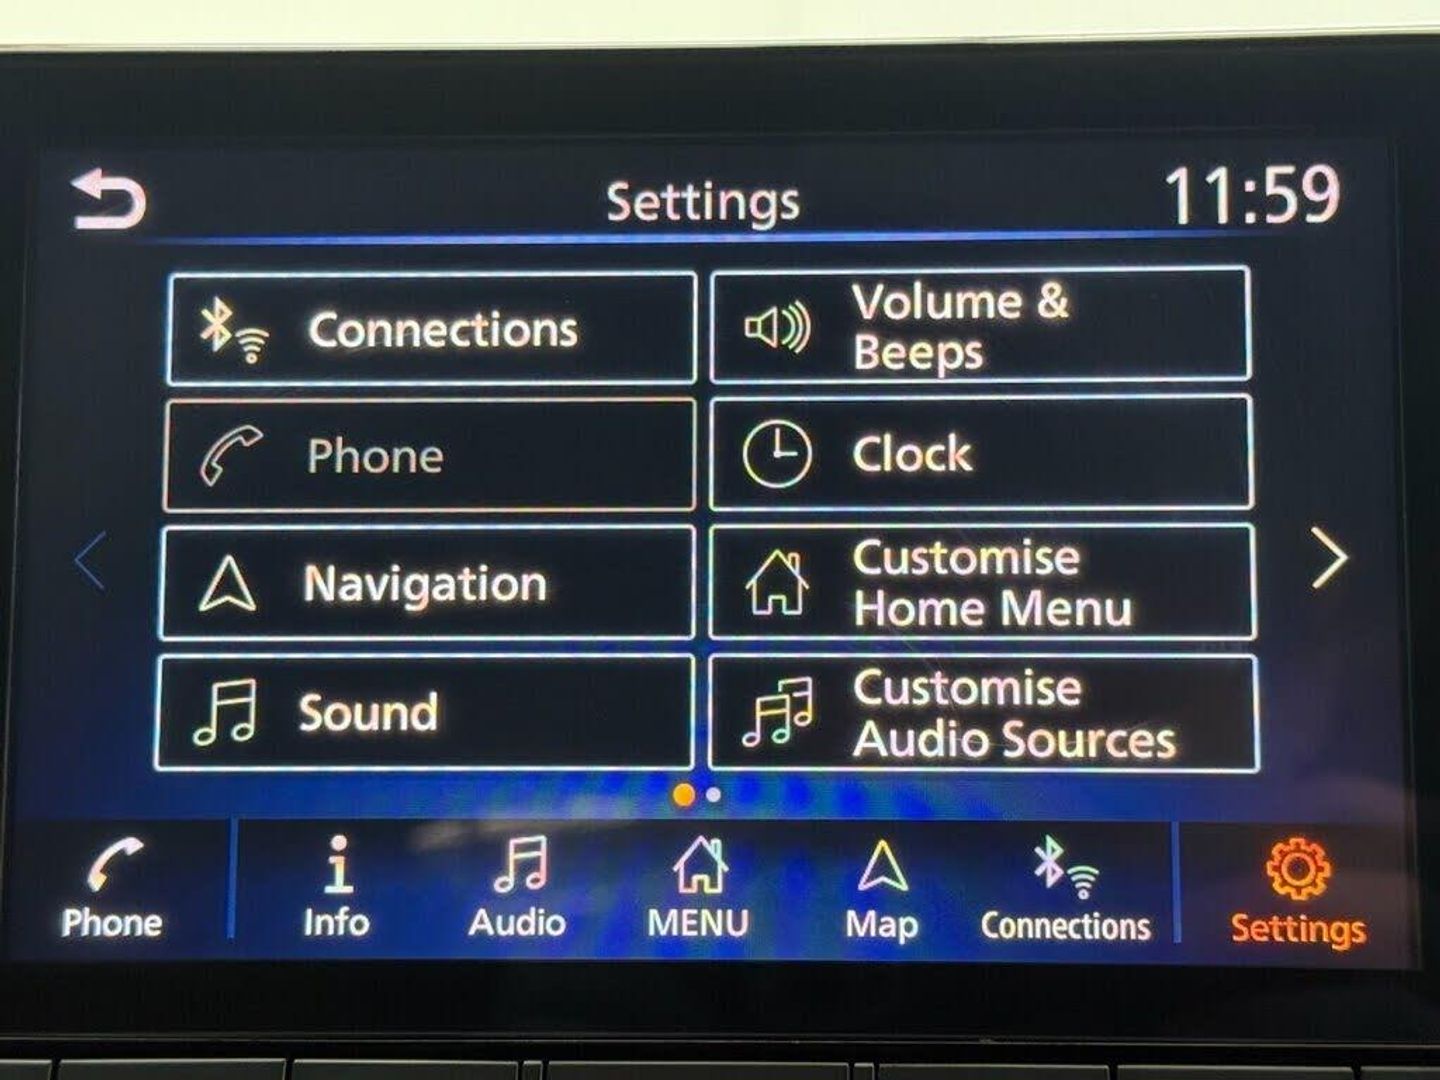 Settings
11:59
Connections
Volume &
Beeps
Phone
Clock
Navigation
Customise
Home Menu
Sound
Customise
Audio Sources
Phone
Info
Audio
MENU
Map
Connections
Settings